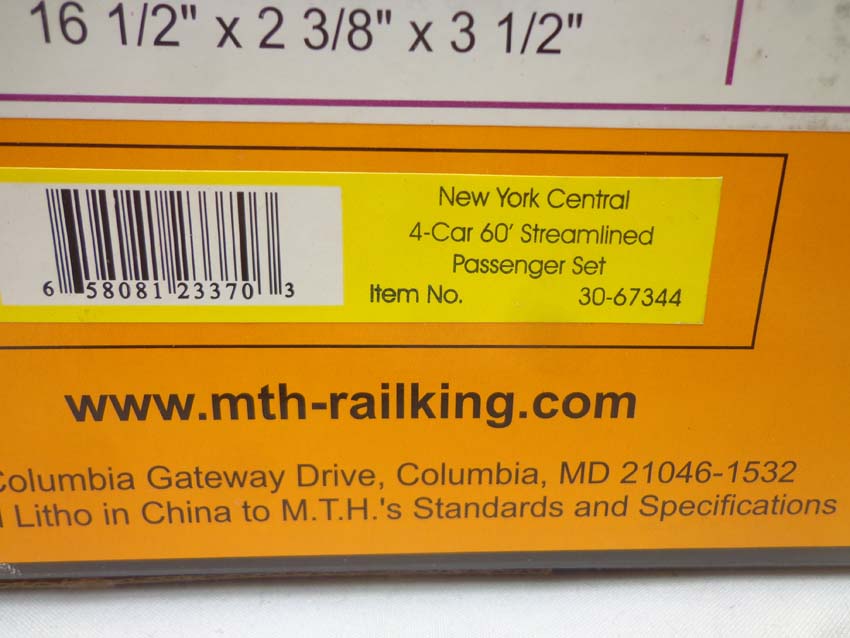 16 1/2" x 2 3/8" x 3 1/2"
New York Central
4-Car 60' Streamlined
Passenger Set
Item No. 30-67344
6 58081 23370 3
www.mth-railking.com
Columbia Gateway Drive, Columbia, MD 21046-1532
Litho in China to M.T.H.'s Standards and Specifications